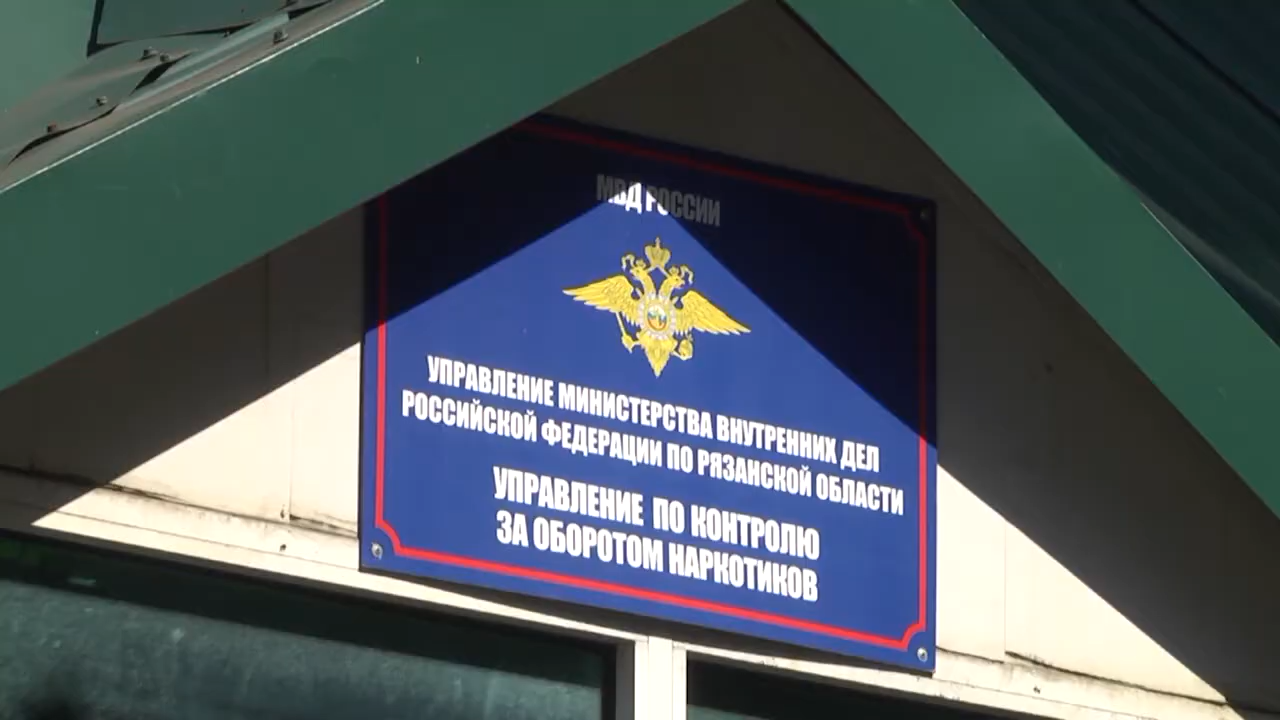 МВД РОССИИ
УПРАВЛЕНИЕ МИНИСТЕРСТВА ВНУТРЕННИХ ДЕЛ
РОССИЙСКОЙ ФЕДЕРАЦИИ ПО РЯЗАНСКОЙ ОБЛАСТИ
УПРАВЛЕНИЕ ПО КОНТРОЛЮ
ЗА ОБОРОТОМ НАРКОТИКОВ